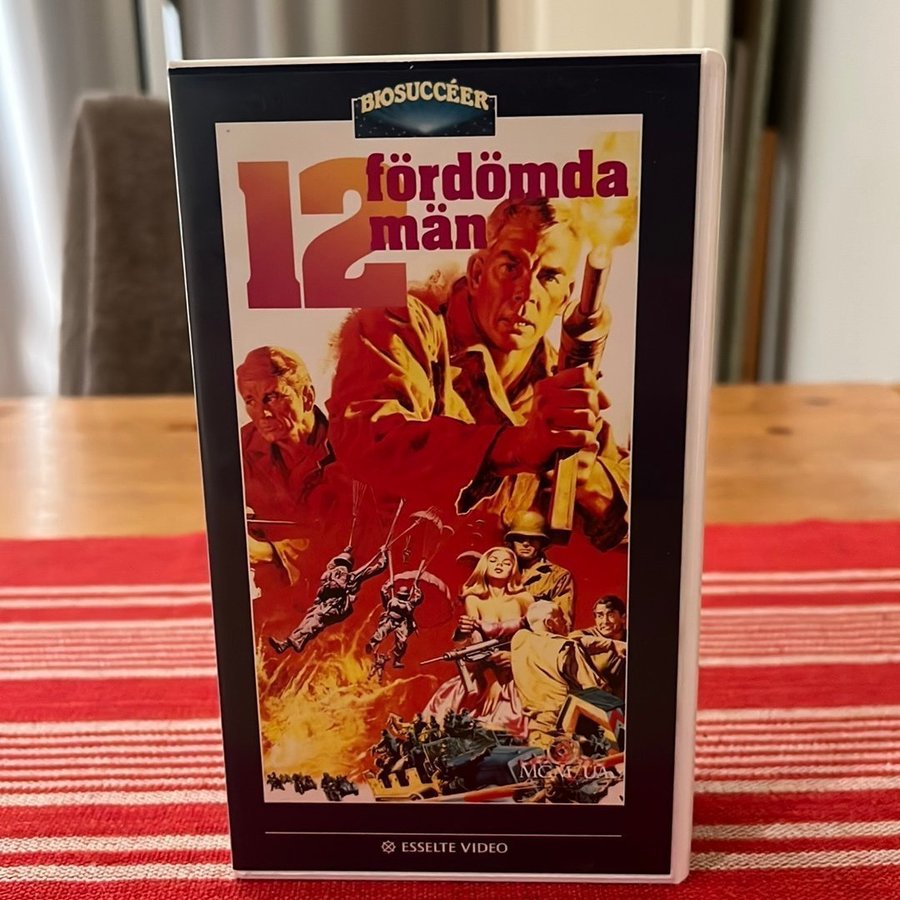 BIOSUCCÉER
12 fördömda
män
MGM/UA
ESSELTE VIDEO